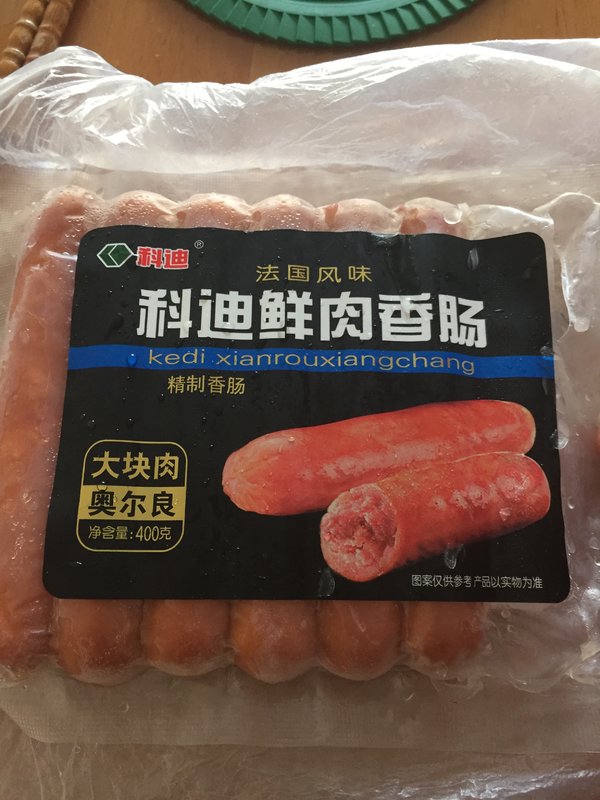 科迪®
法国风味
科迪鲜肉香肠
kedi xianrouxiangchang
精制香肠
大块肉
奥尔良
净含量:400克
图案仅供参考 产品以实物为准